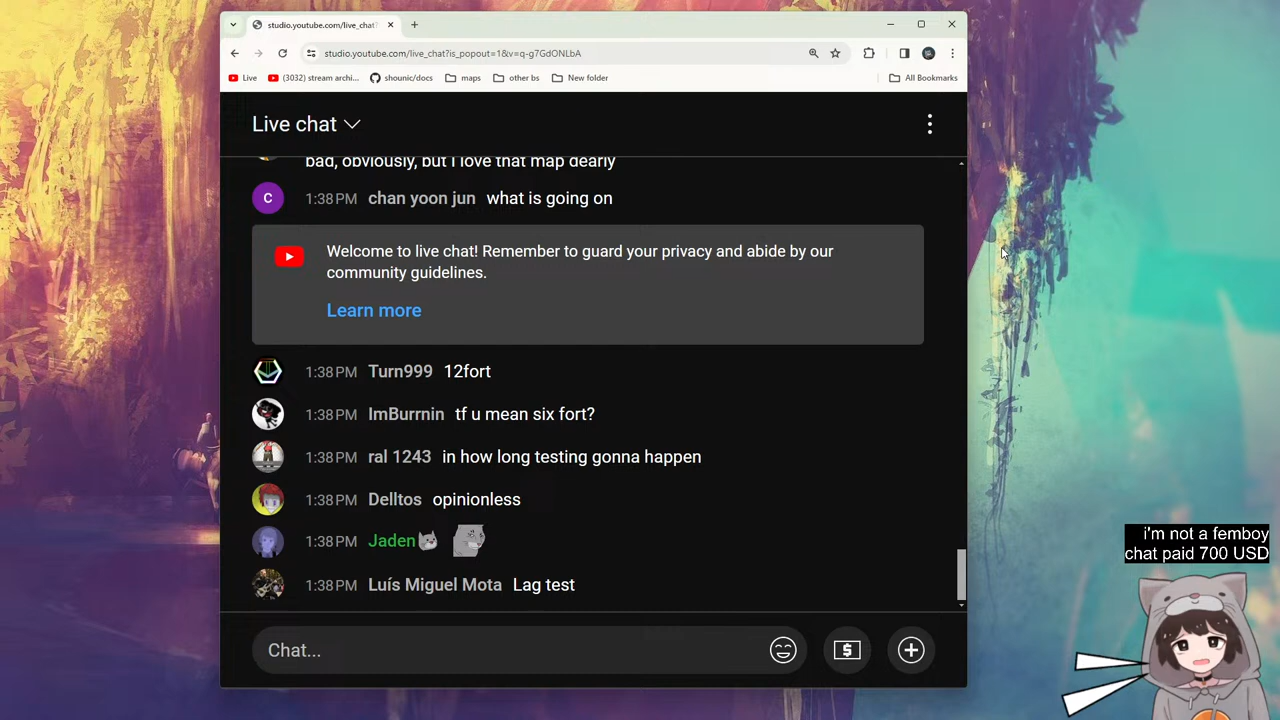 studio.youtube.com/live_chat?
studio.youtube.com/live_chat?is_popout=1&v=q-g7GdONLbA
Live
(3032) stream archi...
shounic/docs
maps
other bs
New folder
All Bookmarks
Live chat
bad, obviously, but i love that map dearly
C 1:38 PM chan yoon jun what is going on
Welcome to live chat! Remember to guard your privacy and abide by our
community guidelines.
Learn more
1:38 PM Turn999 12fort
1:38 PM ImBurrnin tf u mean six fort?
1:38 PM ral 1243 in how long testing gonna happen
1:38 PM Delltos opinionless
1:38 PM Jaden
1:38 PM Luís Miguel Mota Lag test
Chat...
i'm not a femboy
chat paid 700 USD